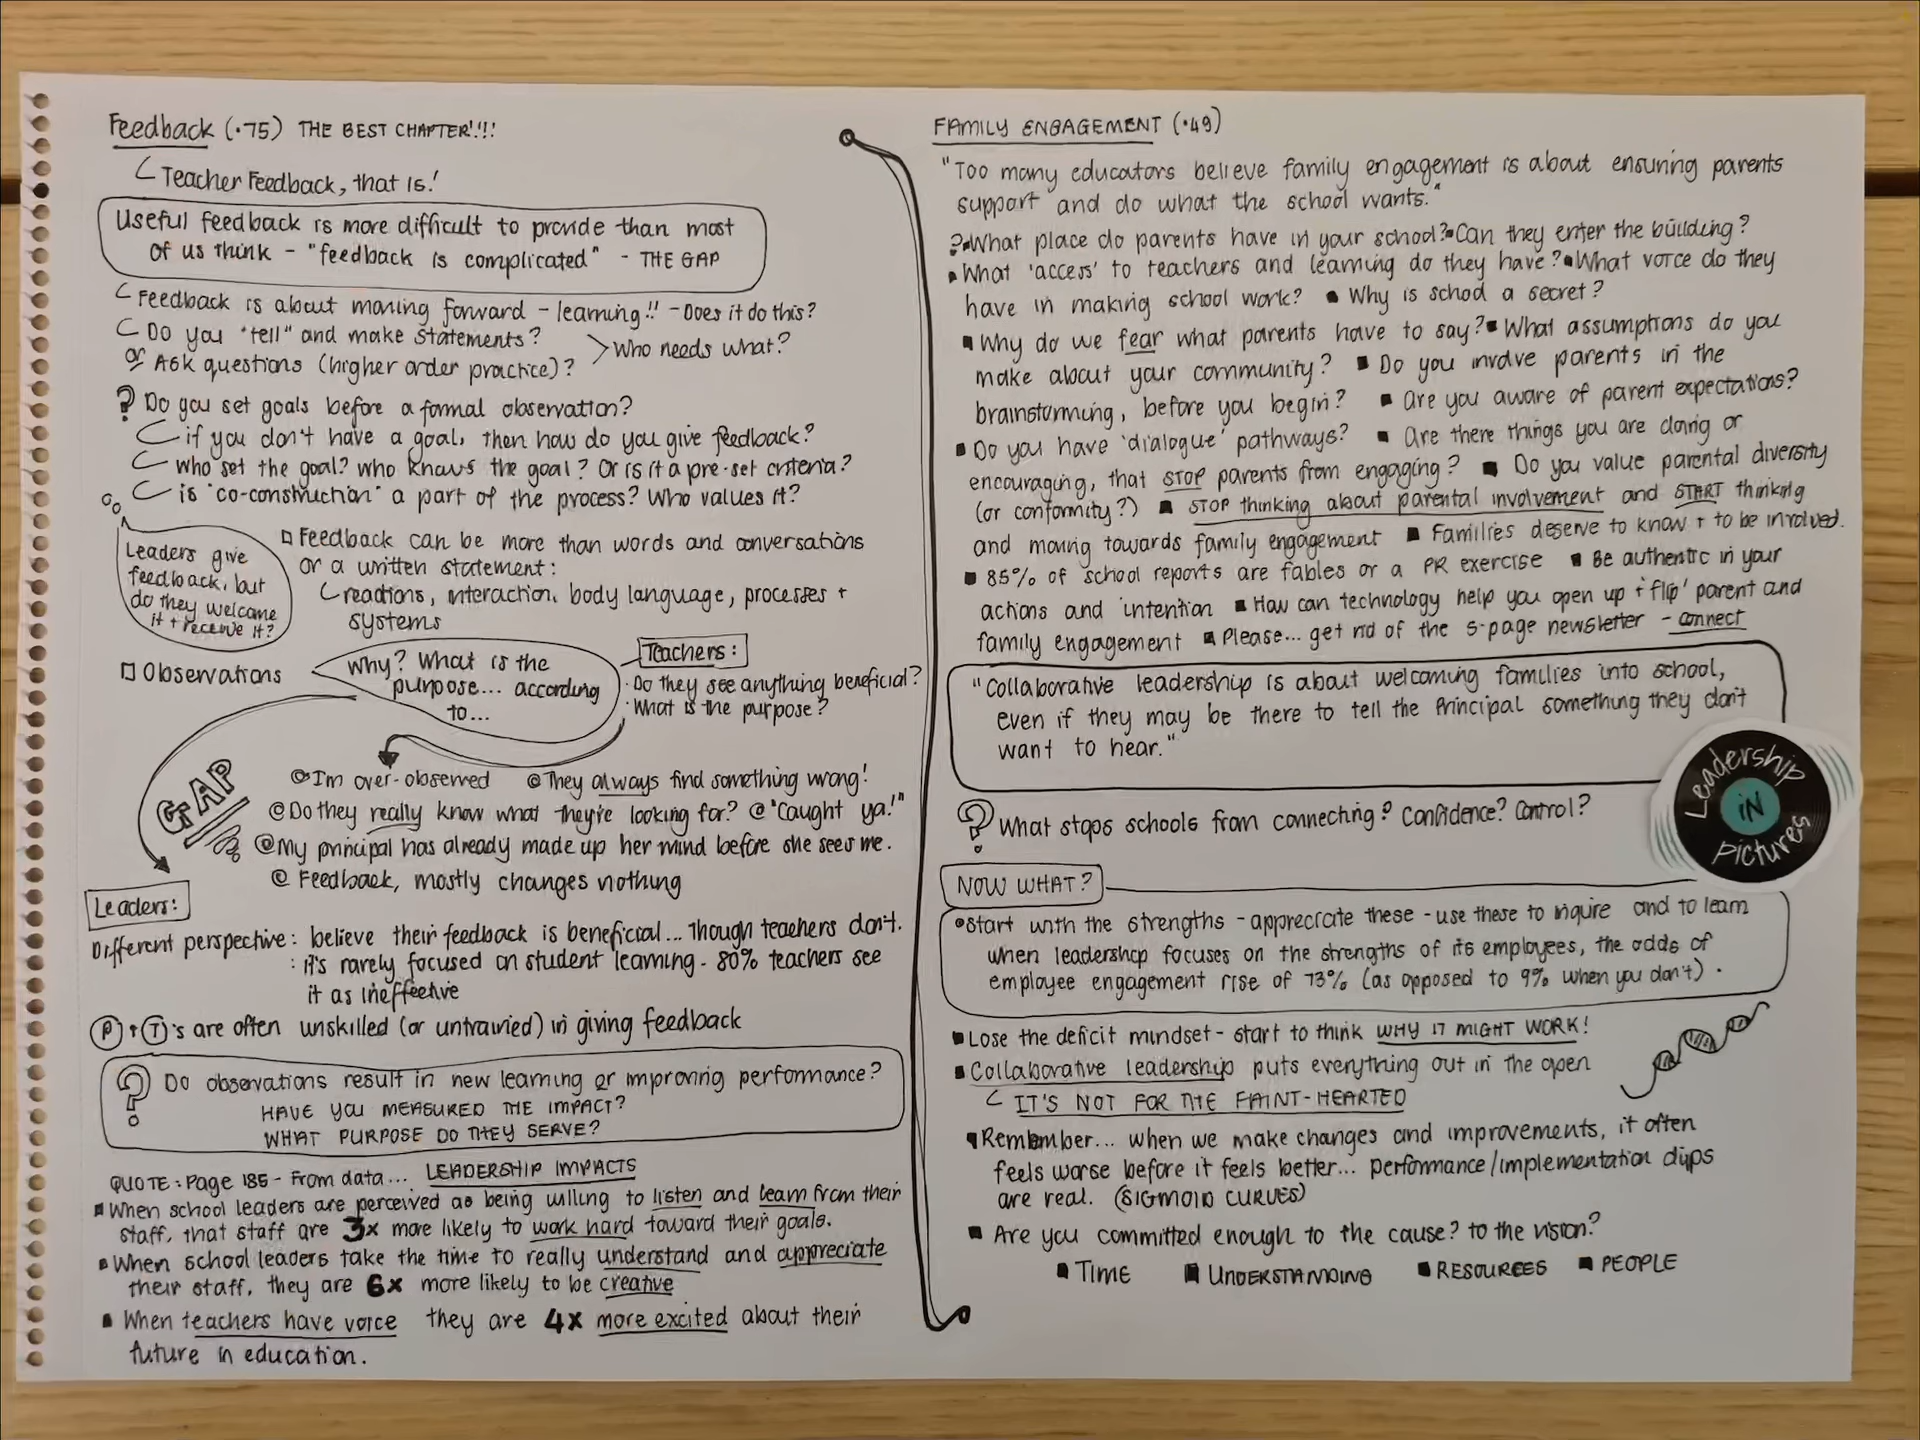 Feedback (·75) THE BEST CHAPTER!!!!
Teacher Feedback, that is!
Useful feedback is more difficult to provide than most
of us think - "feedback is complicated" - THE GAP
Feedback is about moving forward - learning!! - Does it do this?
Do you "tell" and make statements?
or Ask questions (higher order practice)?
Who needs what?
? Do you set goals before a formal observation?
if you don't have a goal, then how do you give feedback?
who set the goal? who knows the goal? Or is it a pre-set criteria?
is 'co-construction' a part of the process? Who values it?
Leaders give
feedback, but
do they welcome
it + receive it?
Feedback can be more than words and conversations
or a written statement:
reactions, interaction, body language, processes +
systems
Observations
Why? What is the
purpose... according
to...
Teachers:
· Do they see anything beneficial?
· What is the purpose?
GAP
@ I'm over-observed @ They always find something wrong!
@ Do they really know what they're looking for? @ "Caught ya!"
@ My principal has already made up her mind before she sees me.
@ Feedback, mostly changes nothing
Leaders:
Different perspective: believe their feedback is beneficial... though teachers don't.
: it's rarely focused on student learning - 80% teachers see
it as ineffective
P + T's are often unskilled (or untrained) in giving feedback
? Do observations result in new learning or improving performance?
HAVE YOU MEASURED THE IMPACT?
WHAT PURPOSE DO THEY SERVE?
QUOTE: Page 185 - From data... LEADERSHIP IMPACTS
▪ When school leaders are perceived as being willing to listen and learn from their
staff, that staff are 3x more likely to work hard toward their goals.
▪ When school leaders take the time to really understand and appreciate
their staff, they are 6x more likely to be creative
▪ When teachers have voice they are 4x more excited about their
future in education.
FAMILY ENGAGEMENT (·49)
"Too many educators believe family engagement is about ensuring parents
support and do what the school wants."
? ▪ What place do parents have in your school? ▪ Can they enter the building?
▪ What 'access' to teachers and learning do they have? ▪ What voice do they
have in making school work? ▪ Why is school a secret?
▪ Why do we fear what parents have to say? ▪ What assumptions do you
make about your community? ▪ Do you involve parents in the
brainstorming, before you begin? ▪ Are you aware of parent expectations?
▪ Do you have 'dialogue' pathways? ▪ Are there things you are doing or
encouraging, that STOP parents from engaging? ▪ Do you value parental diversity
(or conformity?) ▪ STOP thinking about parental involvement and START thinking
and moving towards family engagement ▪ Families deserve to know + to be involved.
▪ 85% of school reports are fables or a PR exercise ▪ Be authentic in your
actions and intention ▪ How can technology help you open up + 'flip' parent and
family engagement ▪ Please... get rid of the 5-page newsletter - connect
"Collaborative leadership is about welcoming families into school,
even if they may be there to tell the Principal something they don't
want to hear."
Leadership
IN
Pictures
? What stops schools from connecting? Confidence? Control?
NOW WHAT?
Start with the strengths - appreciate these - use these to inquire and to learn
when leadership focuses on the strengths of its employees, the odds of
employee engagement rise of 73% (as opposed to 9% when you don't).
▪ Lose the deficit mindset - start to think WHY IT MIGHT WORK!
▪ Collaborative leadership puts everything out in the open
IT'S NOT FOR THE FAINT-HEARTED
▪ Remember... when we make changes and improvements, it often
feels worse before it feels better... performance/implementation dips
are real. (SIGMOID CURVES)
▪ Are you committed enough to the cause? to the vision?
▪ TIME ▪ UNDERSTANDING ▪ RESOURCES ▪ PEOPLE